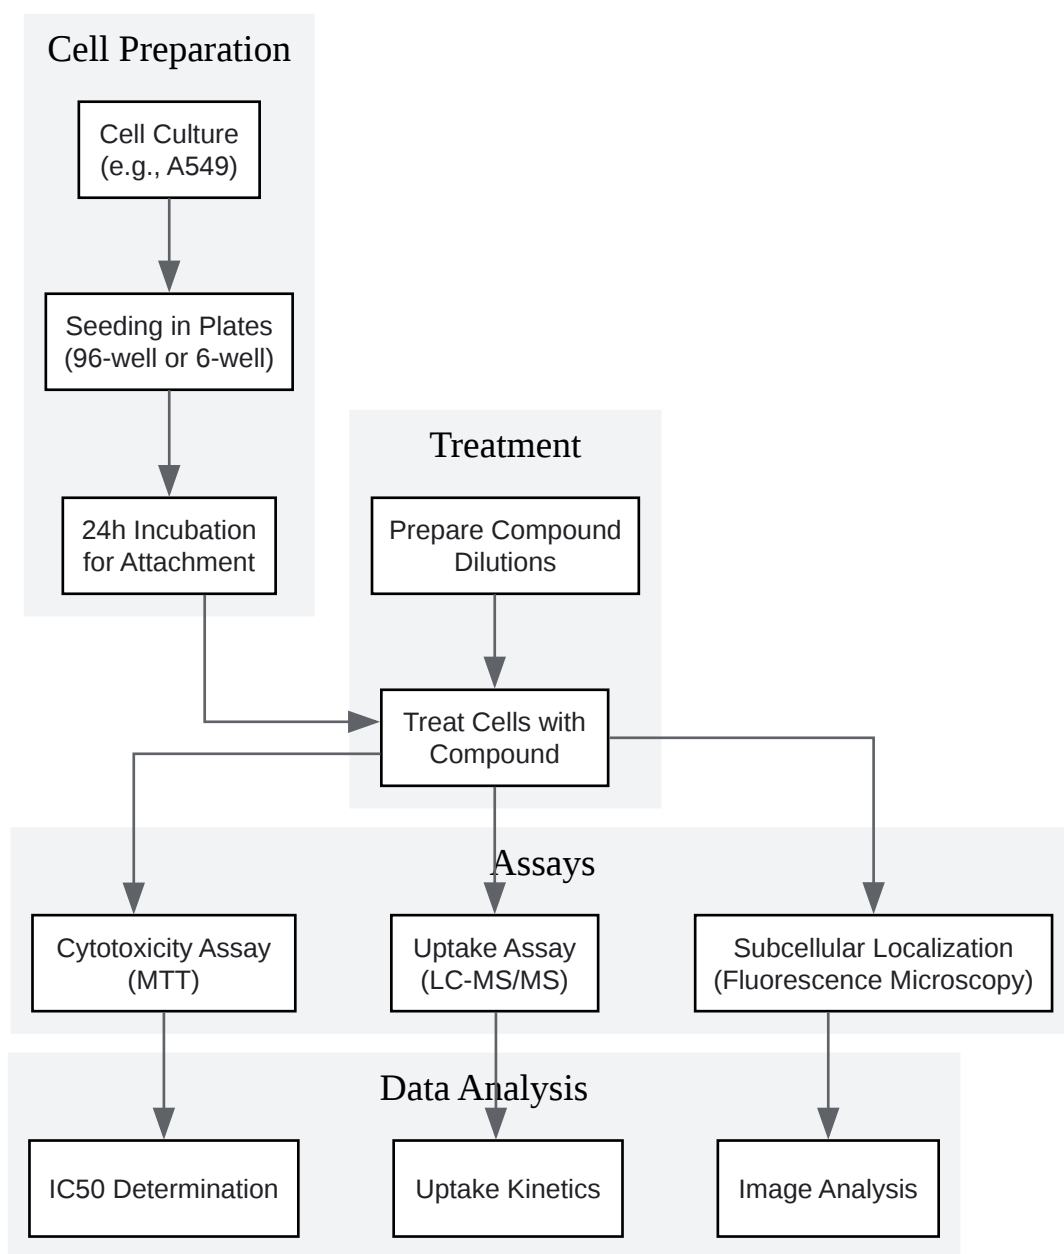 Cell Preparation
Cell Culture
(e.g., A549)
Seeding in Plates
(96-well or 6-well)
24h Incubation
for Attachment
Treatment
Prepare Compound
Dilutions
Treat Cells with
Compound
Assays
Cytotoxicity Assay
(MTT)
Uptake Assay
(LC-MS/MS)
Subcellular Localization
(Fluorescence Microscopy)
Data Analysis
IC50 Determination
Uptake Kinetics
Image Analysis